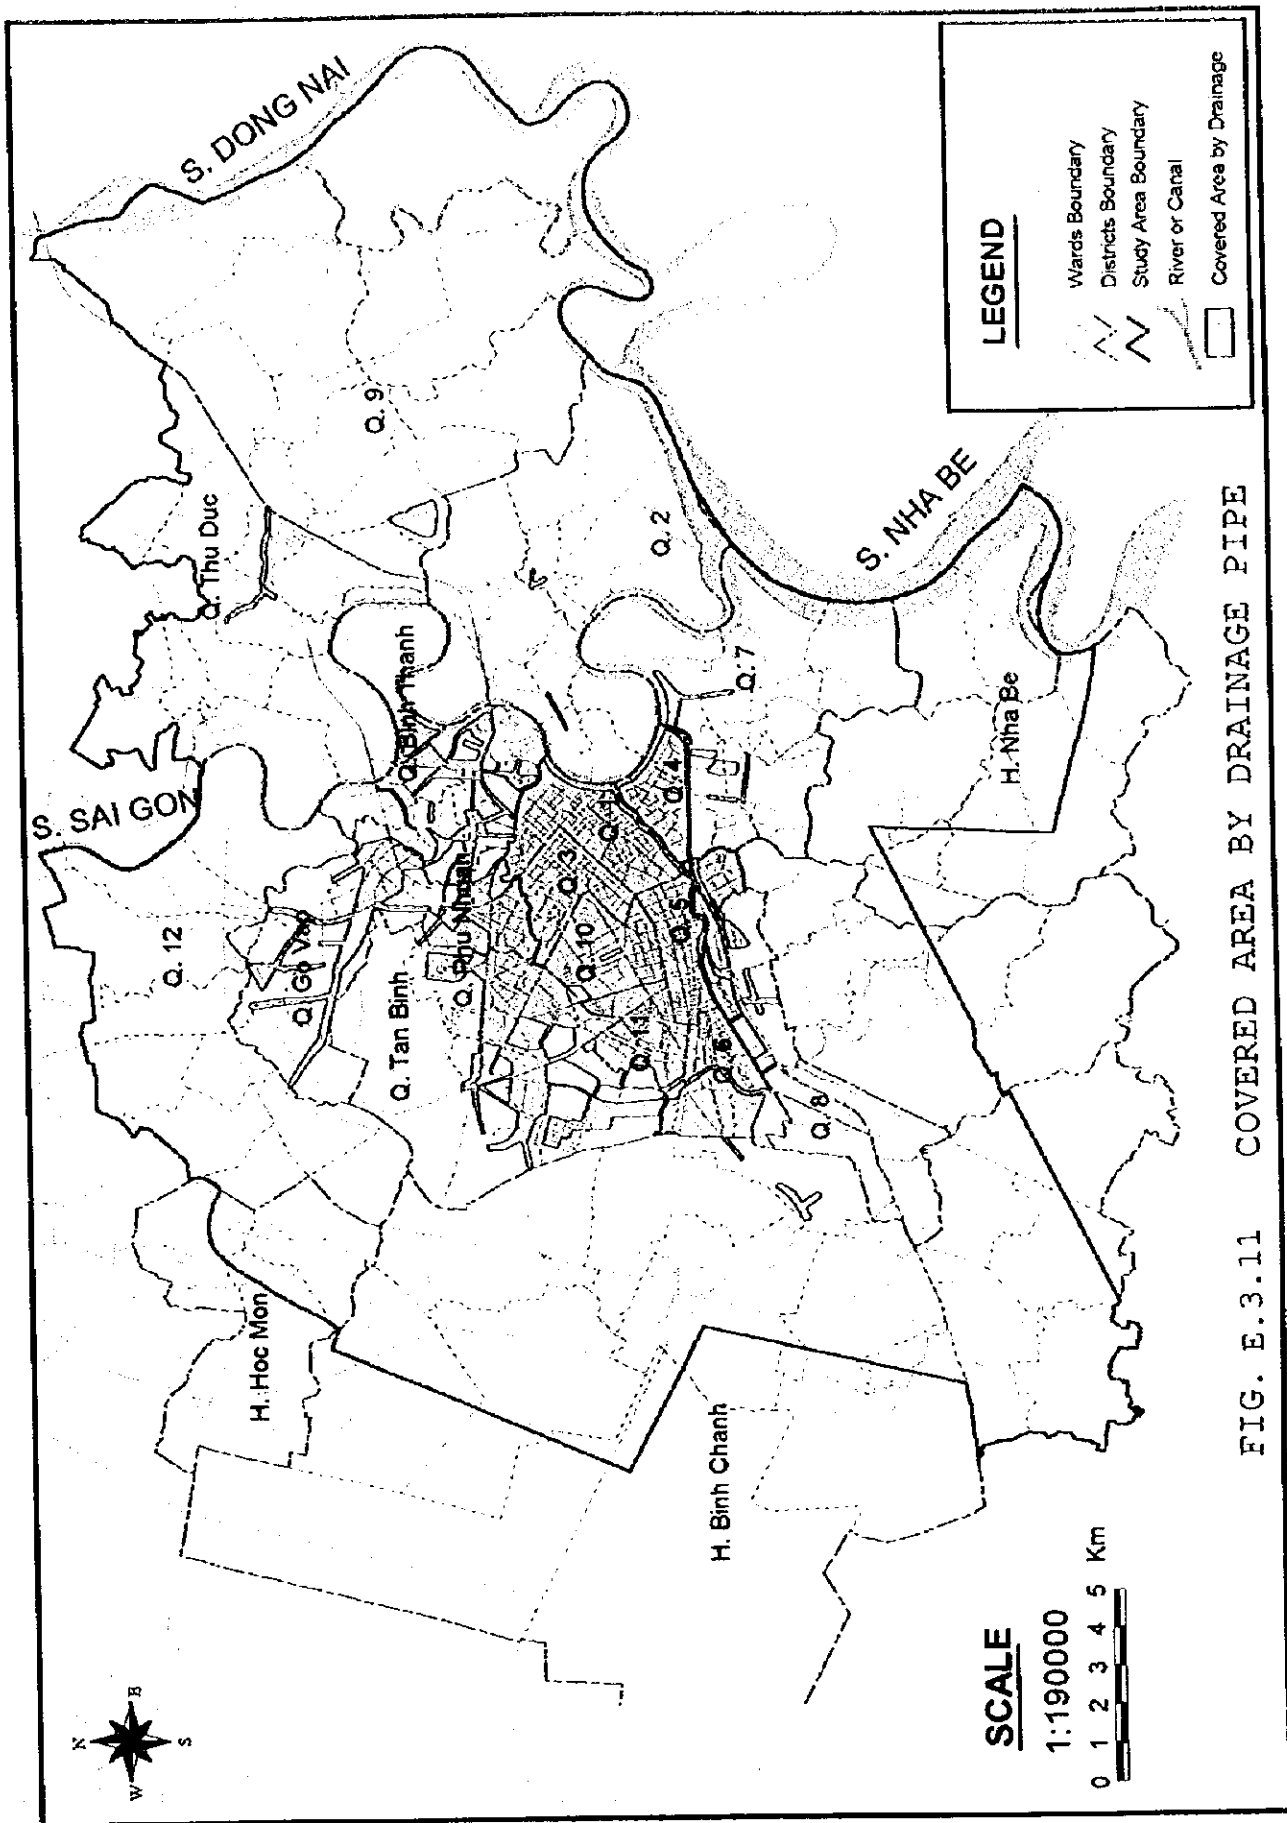 N
W
E
S
S. DONG NAI
S. SAI GON
Q. Thu Duc
Q. 9
Q. 12
Q. Go Vap
Q. Binh Thanh
H. Hoc Mon
Q. Tan Binh
Q. Phu Nhuan
Q. 3
Q. 1
Q. 10
Q. 11
Q. 5
Q. 6
Q. 4
Q. 2
Q. 7
Q. 8
S. NHA BE
H. Nha Be
H. Binh Chanh
SCALE
1:190000
0 1 2 3 4 5 Km
LEGEND
Wards Boundary
Districts Boundary
Study Area Boundary
River or Canal
Covered Area by Drainage
FIG. E.3.11 COVERED AREA BY DRAINAGE PIPE